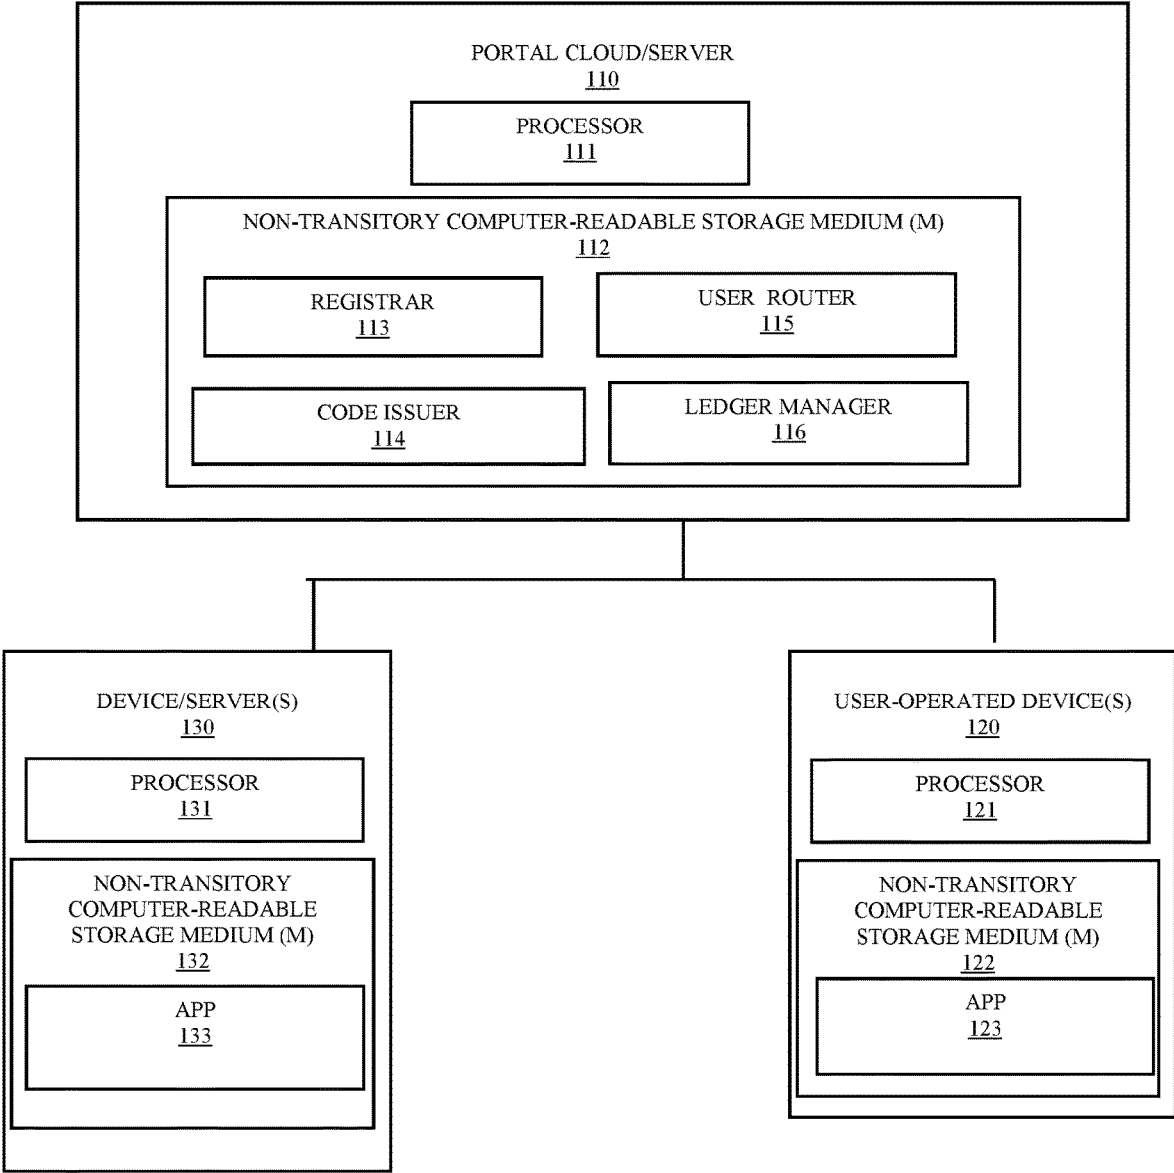 PORTAL CLOUD/SERVER
110
PROCESSOR
111
NON-TRANSITORY COMPUTER-READABLE STORAGE MEDIUM (M)
112
REGISTRAR
113
USER ROUTER
115
CODE ISSUER
114
LEDGER MANAGER
116
DEVICE/SERVER(S)
130
PROCESSOR
131
NON-TRANSITORY
COMPUTER-READABLE
STORAGE MEDIUM (M)
132
APP
133
USER-OPERATED DEVICE(S)
120
PROCESSOR
121
NON-TRANSITORY
COMPUTER-READABLE
STORAGE MEDIUM (M)
122
APP
123